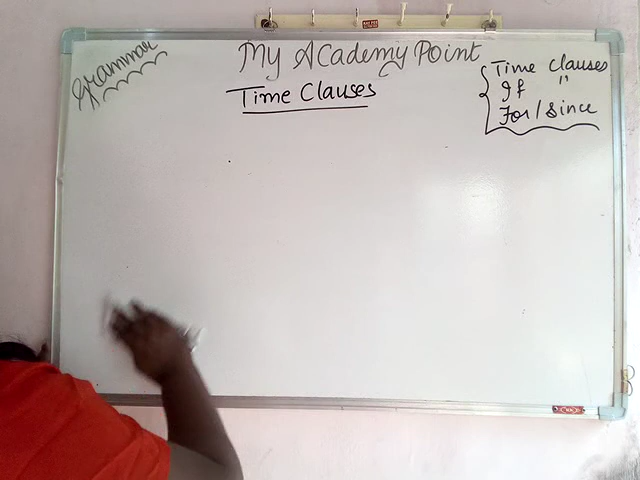 Grammar
My Academy Point
Time Clauses
Time Clauses
If "
For/Since